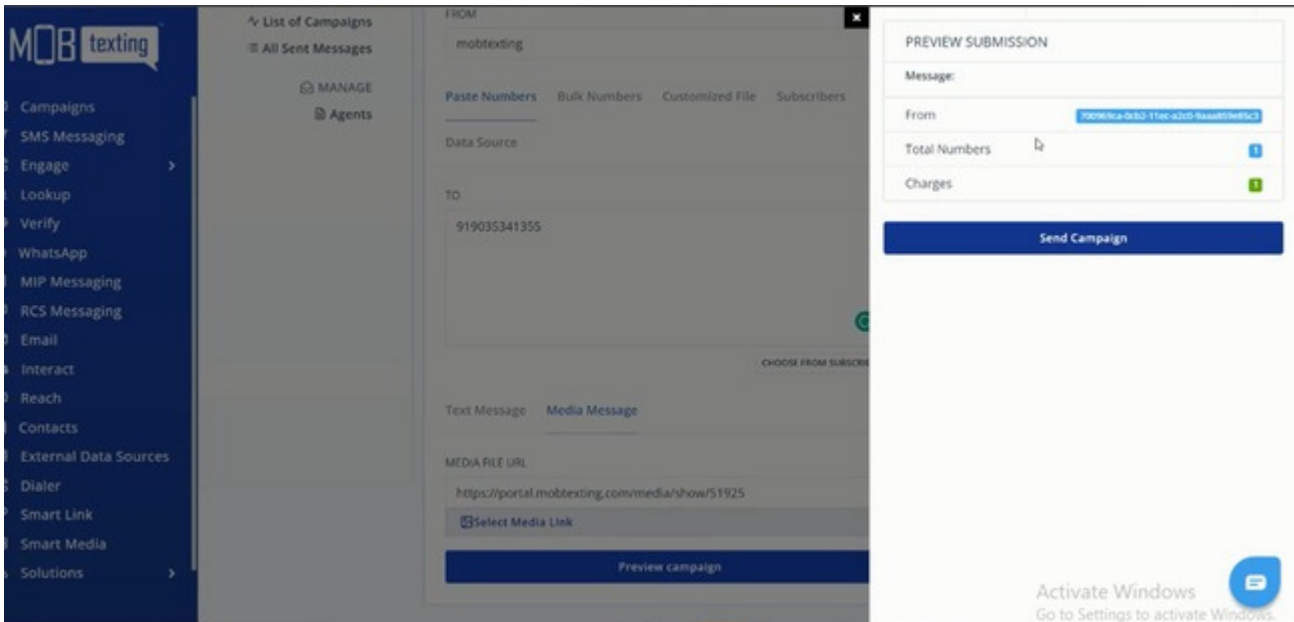 MOB texting
Campaigns
SMS Messaging
Engage
Lookup
Verify
WhatsApp
MIP Messaging
RCS Messaging
Email
Interact
Reach
Contacts
External Data Sources
Dialer
Smart Link
Smart Media
Solutions
List of Campaigns
All Sent Messages
MANAGE
Agents
FROM
mobtexting
Paste Numbers Bulk Numbers Customized File Subscribers
Data Source
TO
919035341355
CHOOSE FROM
Text Message Media Message
MEDIA FILE URL
https://portal.mobtexting.com/media/show/51925
Select Media Link
Preview campaign
PREVIEW SUBMISSION
Message:
From
Total Numbers 1
Charges 1
Send Campaign
Activate Windows
Go to Settings to activate Windows.